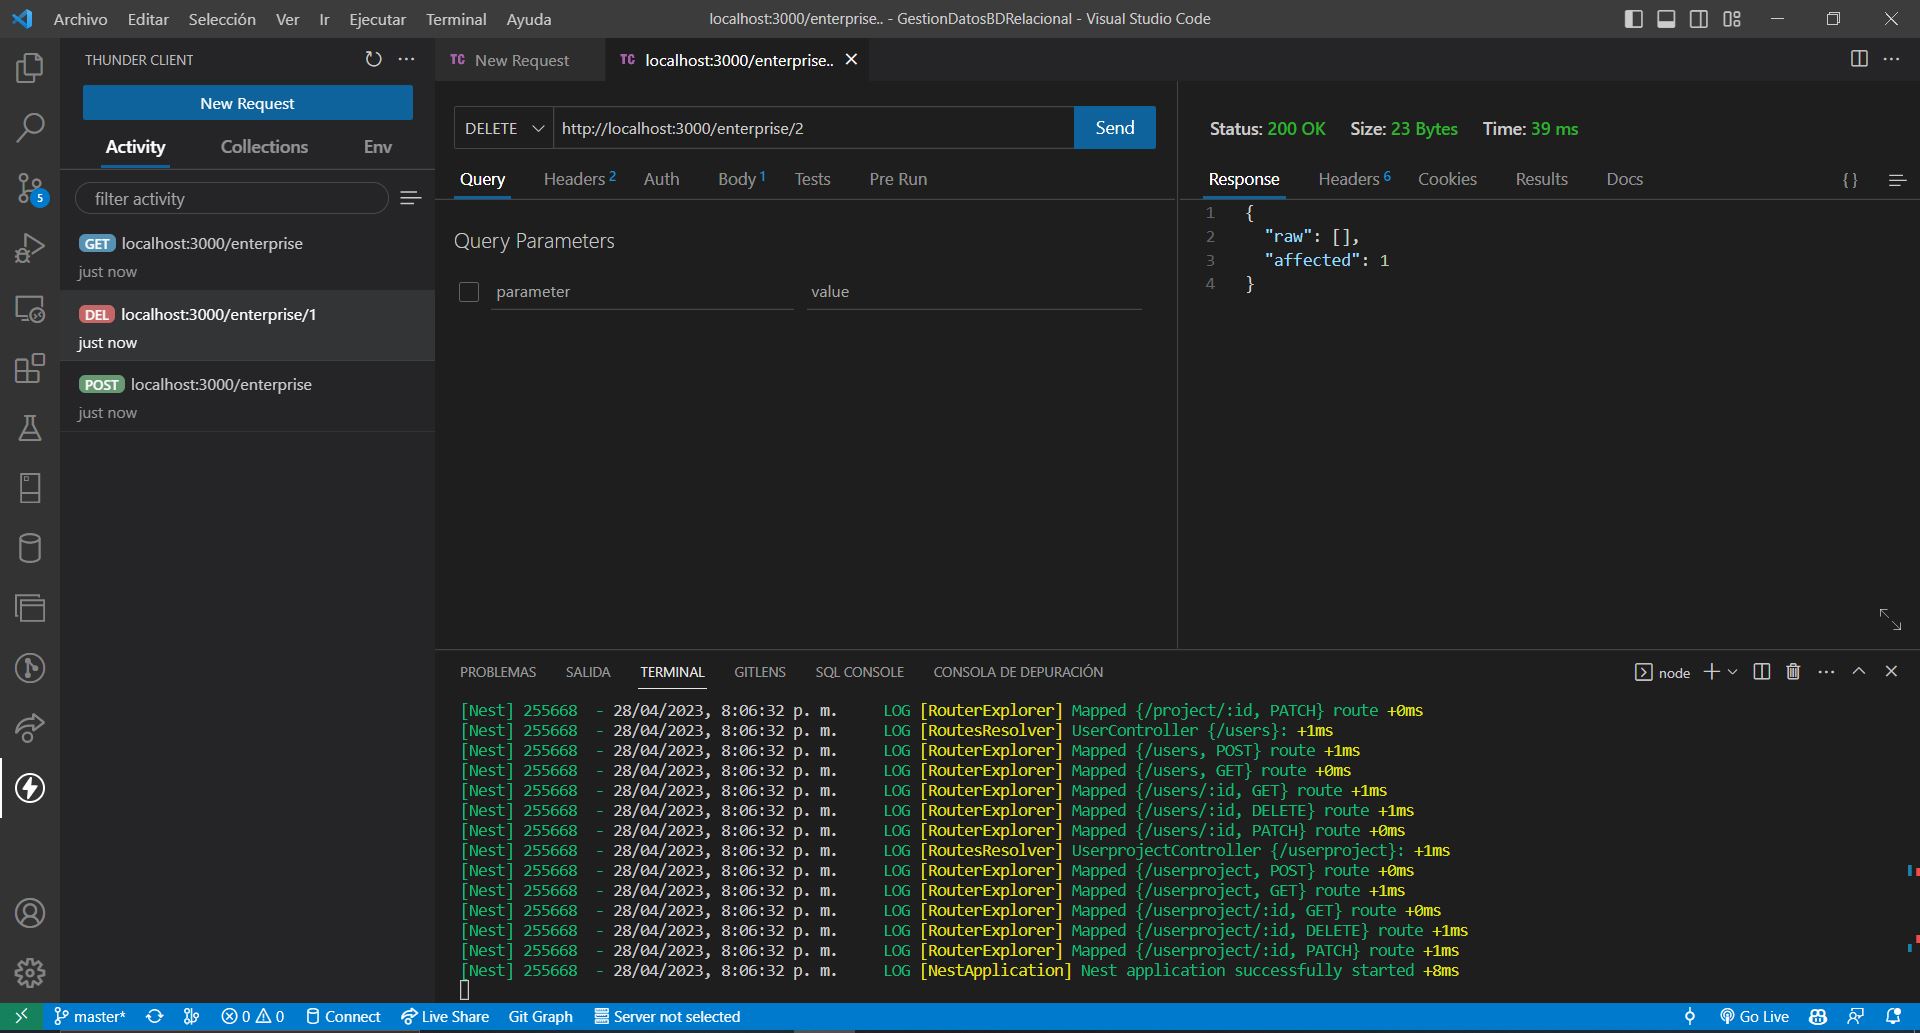 Archivo Editar Selección Ver Ir Ejecutar Terminal Ayuda
localhost:3000/enterprise.. - GestionDatosBDRelacional - Visual Studio Code
THUNDER CLIENT
New Request
Activity Collections Env
filter activity
GET localhost:3000/enterprise
just now
DEL localhost:3000/enterprise/1
just now
POST localhost:3000/enterprise
just now
5
TC New Request
TC localhost:3000/enterprise..
DELETE http://localhost:3000/enterprise/2 Send
Query Headers 2 Auth Body 1 Tests Pre Run
Query Parameters
parameter value
Status: 200 OK Size: 23 Bytes Time: 39 ms
Response Headers 6 Cookies Results Docs {}
1 {
2 "raw": [],
3 "affected": 1
4 }
PROBLEMAS SALIDA TERMINAL GITLENS SQL CONSOLE CONSOLA DE DEPURACIÓN
node
[Nest] 255668 - 28/04/2023, 8:06:32 p. m. LOG [RouterExplorer] Mapped {/project/:id, PATCH} route +0ms
[Nest] 255668 - 28/04/2023, 8:06:32 p. m. LOG [RoutesResolver] UserController {/users}: +1ms
[Nest] 255668 - 28/04/2023, 8:06:32 p. m. LOG [RouterExplorer] Mapped {/users, POST} route +1ms
[Nest] 255668 - 28/04/2023, 8:06:32 p. m. LOG [RouterExplorer] Mapped {/users, GET} route +0ms
[Nest] 255668 - 28/04/2023, 8:06:32 p. m. LOG [RouterExplorer] Mapped {/users/:id, GET} route +1ms
[Nest] 255668 - 28/04/2023, 8:06:32 p. m. LOG [RouterExplorer] Mapped {/users/:id, DELETE} route +1ms
[Nest] 255668 - 28/04/2023, 8:06:32 p. m. LOG [RouterExplorer] Mapped {/users/:id, PATCH} route +0ms
[Nest] 255668 - 28/04/2023, 8:06:32 p. m. LOG [RoutesResolver] UserprojectController {/userproject}: +1ms
[Nest] 255668 - 28/04/2023, 8:06:32 p. m. LOG [RouterExplorer] Mapped {/userproject, POST} route +0ms
[Nest] 255668 - 28/04/2023, 8:06:32 p. m. LOG [RouterExplorer] Mapped {/userproject, GET} route +1ms
[Nest] 255668 - 28/04/2023, 8:06:32 p. m. LOG [RouterExplorer] Mapped {/userproject/:id, GET} route +0ms
[Nest] 255668 - 28/04/2023, 8:06:32 p. m. LOG [RouterExplorer] Mapped {/userproject/:id, DELETE} route +1ms
[Nest] 255668 - 28/04/2023, 8:06:32 p. m. LOG [RouterExplorer] Mapped {/userproject/:id, PATCH} route +1ms
[Nest] 255668 - 28/04/2023, 8:06:32 p. m. LOG [NestApplication] Nest application successfully started +8ms
master* 0 0 Connect Live Share Git Graph Server not selected Go Live